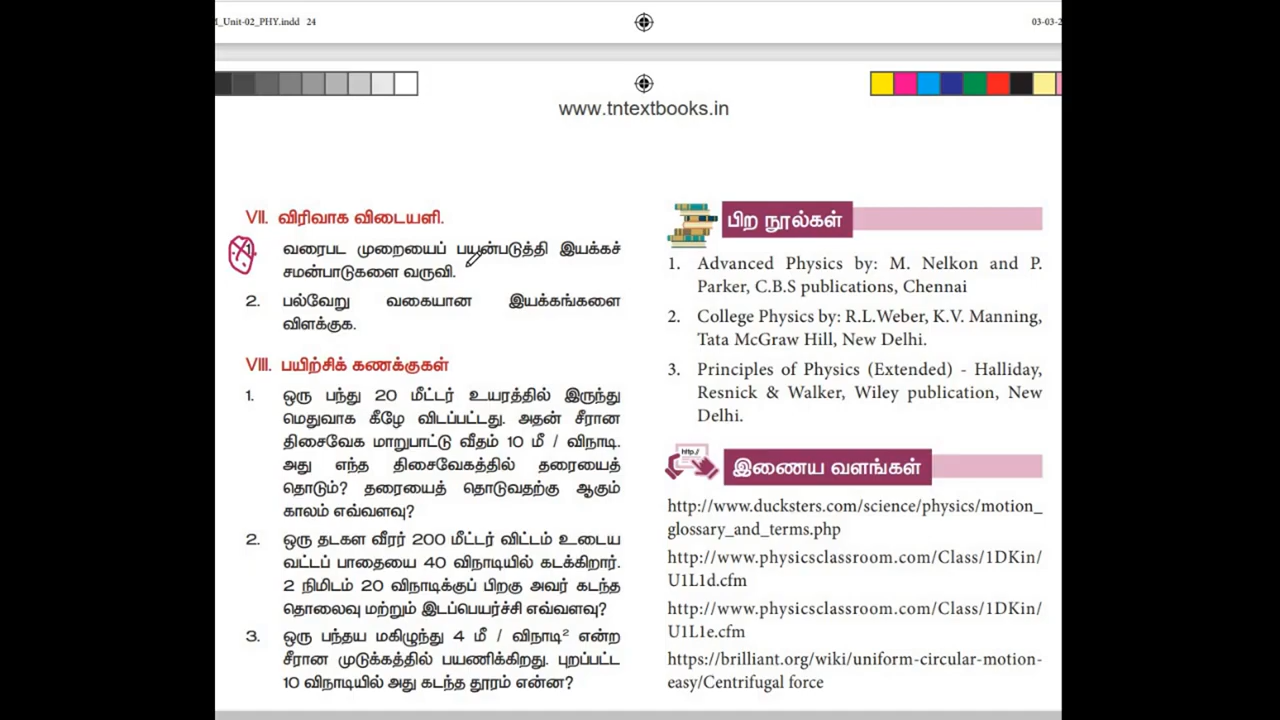 M_Unit-02_PHY.indd 24
03-03-2
www.tntextbooks.in
VII. விரிவாக விடையளி.
1. வரைபட முறையைப் பயன்படுத்தி இயக்கச்
சமன்பாடுகளை வருவி.
2. பல்வேறு வகையான இயக்கங்களை
விளக்குக.
VIII. பயிற்சிக் கணக்குகள்
1. ஒரு பந்து 20 மீட்டர் உயரத்தில் இருந்து
மெதுவாக கீழே விடப்பட்டது. அதன் சீரான
திசைவேக மாறுபாட்டு வீதம் 10 மீ / விநாடி.
அது எந்த திசைவேகத்தில் தரையைத்
தொடும்? தரையைத் தொடுவதற்கு ஆகும்
காலம் எவ்வளவு?
2. ஒரு தடகள வீரர் 200 மீட்டர் விட்டம் உடைய
வட்டப் பாதையை 40 விநாடியில் கடக்கிறார்.
2 நிமிடம் 20 விநாடிக்குப் பிறகு அவர் கடந்த
தொலைவு மற்றும் இடப்பெயர்ச்சி எவ்வளவு?
3. ஒரு பந்தய மகிழுந்து 4 மீ / விநாடி² என்ற
சீரான முடுக்கத்தில் பயணிக்கிறது. புறப்பட்ட
10 விநாடியில் அது கடந்த தூரம் என்ன?
பிற நூல்கள்
1. Advanced Physics by: M. Nelkon and P.
Parker, C.B.S publications, Chennai
2. College Physics by: R.L.Weber, K.V. Manning,
Tata McGraw Hill, New Delhi.
3. Principles of Physics (Extended) - Halliday,
Resnick & Walker, Wiley publication, New
Delhi.
http://
இணைய வளங்கள்
http://www.ducksters.com/science/physics/motion_
glossary_and_terms.php
http://www.physicsclassroom.com/Class/1DKin/
U1L1d.cfm
http://www.physicsclassroom.com/Class/1DKin/
U1L1e.cfm
https://brilliant.org/wiki/uniform-circular-motion-
easy/Centrifugal force